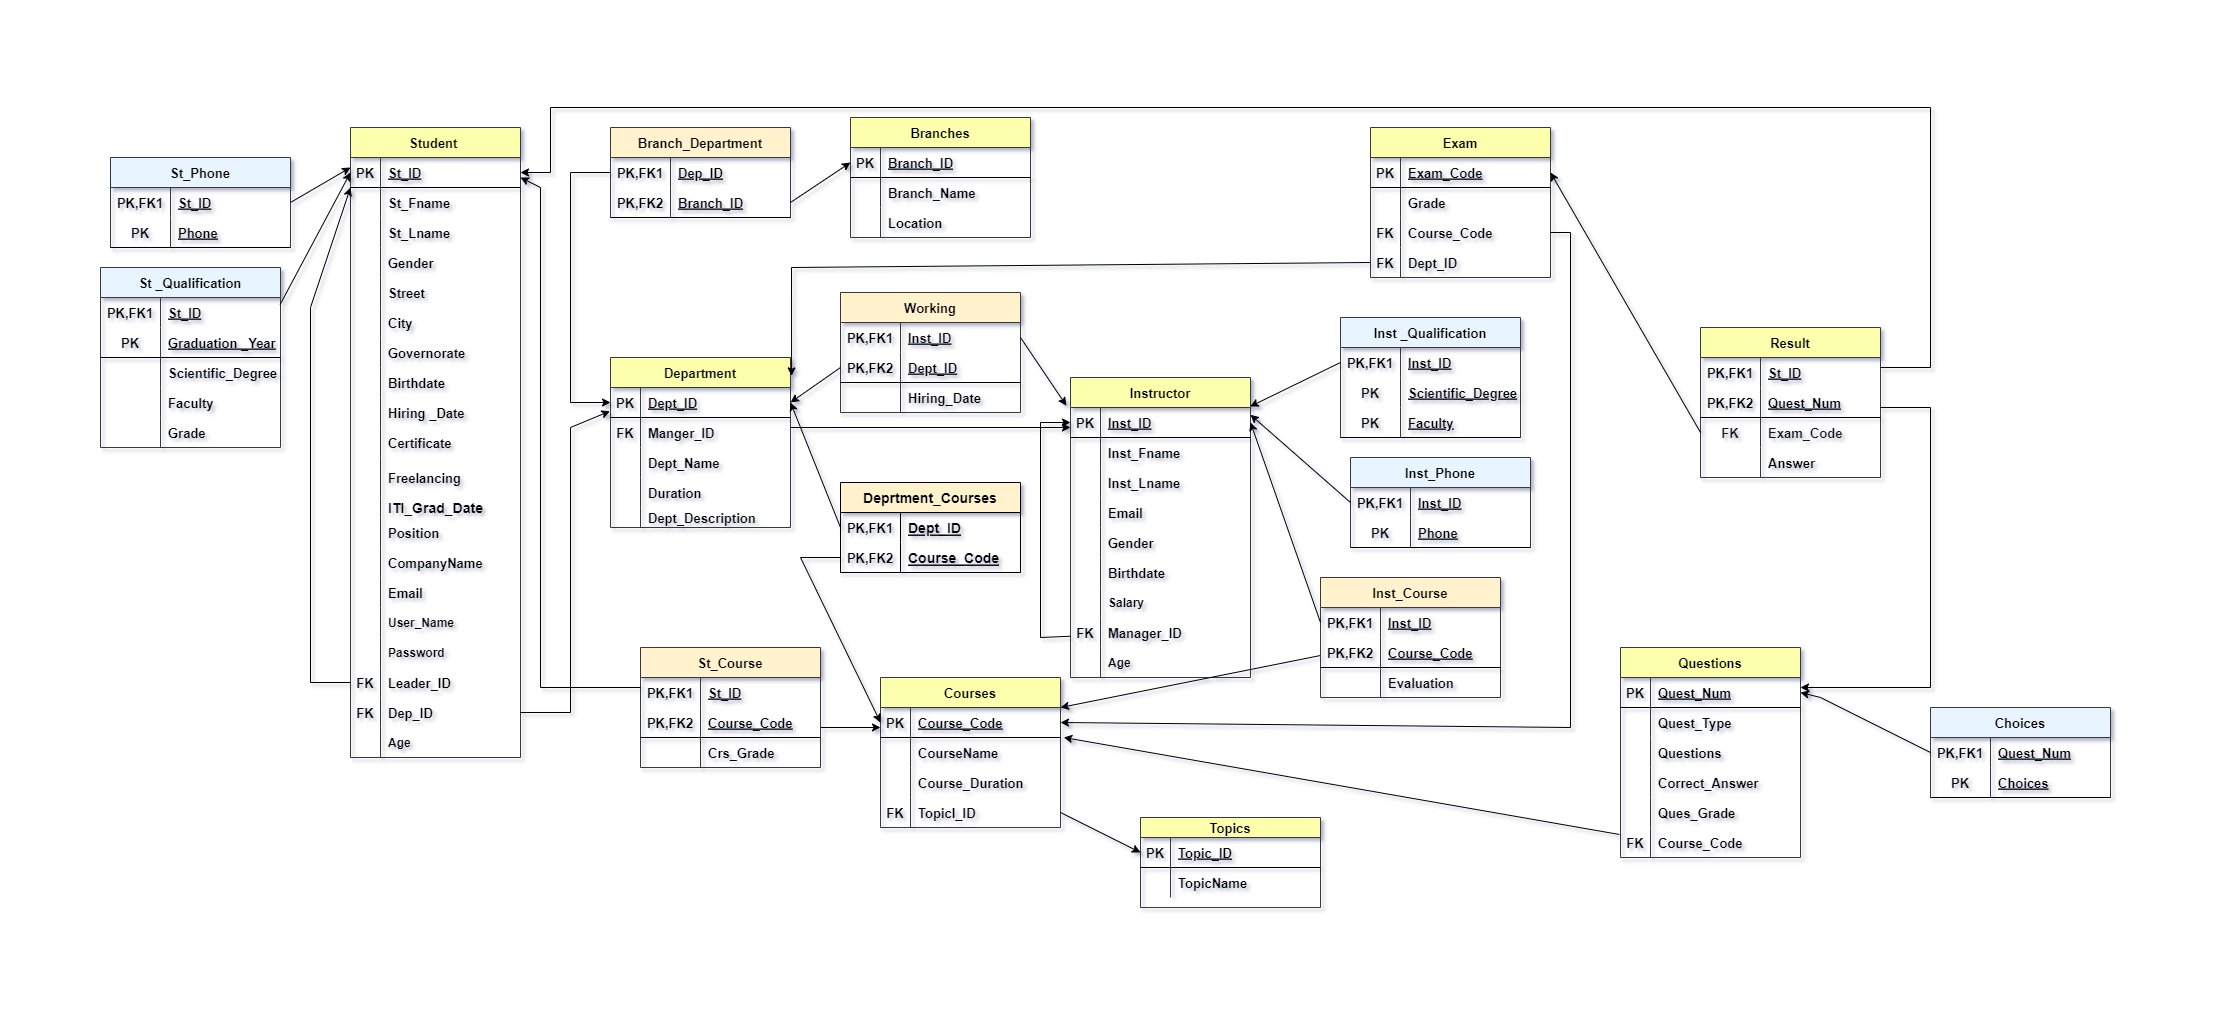 Student
PK St_ID
St_Fname
St_Lname
Gender
Street
City
Governorate
Birthdate
Hiring _Date
Certificate
Freelancing
ITI_Grad_Date
Position
CompanyName
Email
User_Name
Password
FK Leader_ID
FK Dep_ID
Age
St_Phone
PK,FK1 St_ID
PK Phone
St _Qualification
PK,FK1 St_ID
PK Graduation _Year
Scientific_Degree
Faculty
Grade
Branch_Department
PK,FK1 Dep_ID
PK,FK2 Branch_ID
Branches
PK Branch_ID
Branch_Name
Location
Exam
PK Exam_Code
Grade
FK Course_Code
FK Dept_ID
Working
PK,FK1 Inst_ID
PK,FK2 Dept_ID
Hiring_Date
Department
PK Dept_ID
FK Manger_ID
Dept_Name
Duration
Dept_Description
Instructor
PK Inst_ID
Inst_Fname
Inst_Lname
Email
Gender
Birthdate
Salary
FK Manager_ID
Age
Inst _Qualification
PK,FK1 Inst_ID
PK Scientific_Degree
PK Faculty
Result
PK,FK1 St_ID
PK,FK2 Quest_Num
FK Exam_Code
Answer
Inst_Phone
PK,FK1 Inst_ID
PK Phone
Deprtment_Courses
PK,FK1 Dept_ID
PK,FK2 Course_Code
Inst_Course
PK,FK1 Inst_ID
PK,FK2 Course_Code
Evaluation
St_Course
PK,FK1 St_ID
PK,FK2 Course_Code
Crs_Grade
Courses
PK Course_Code
CourseName
Course_Duration
FK TopicI_ID
Questions
PK Quest_Num
Quest_Type
Questions
Correct_Answer
Ques_Grade
FK Course_Code
Choices
PK,FK1 Quest_Num
PK Choices
Topics
PK Topic_ID
TopicName